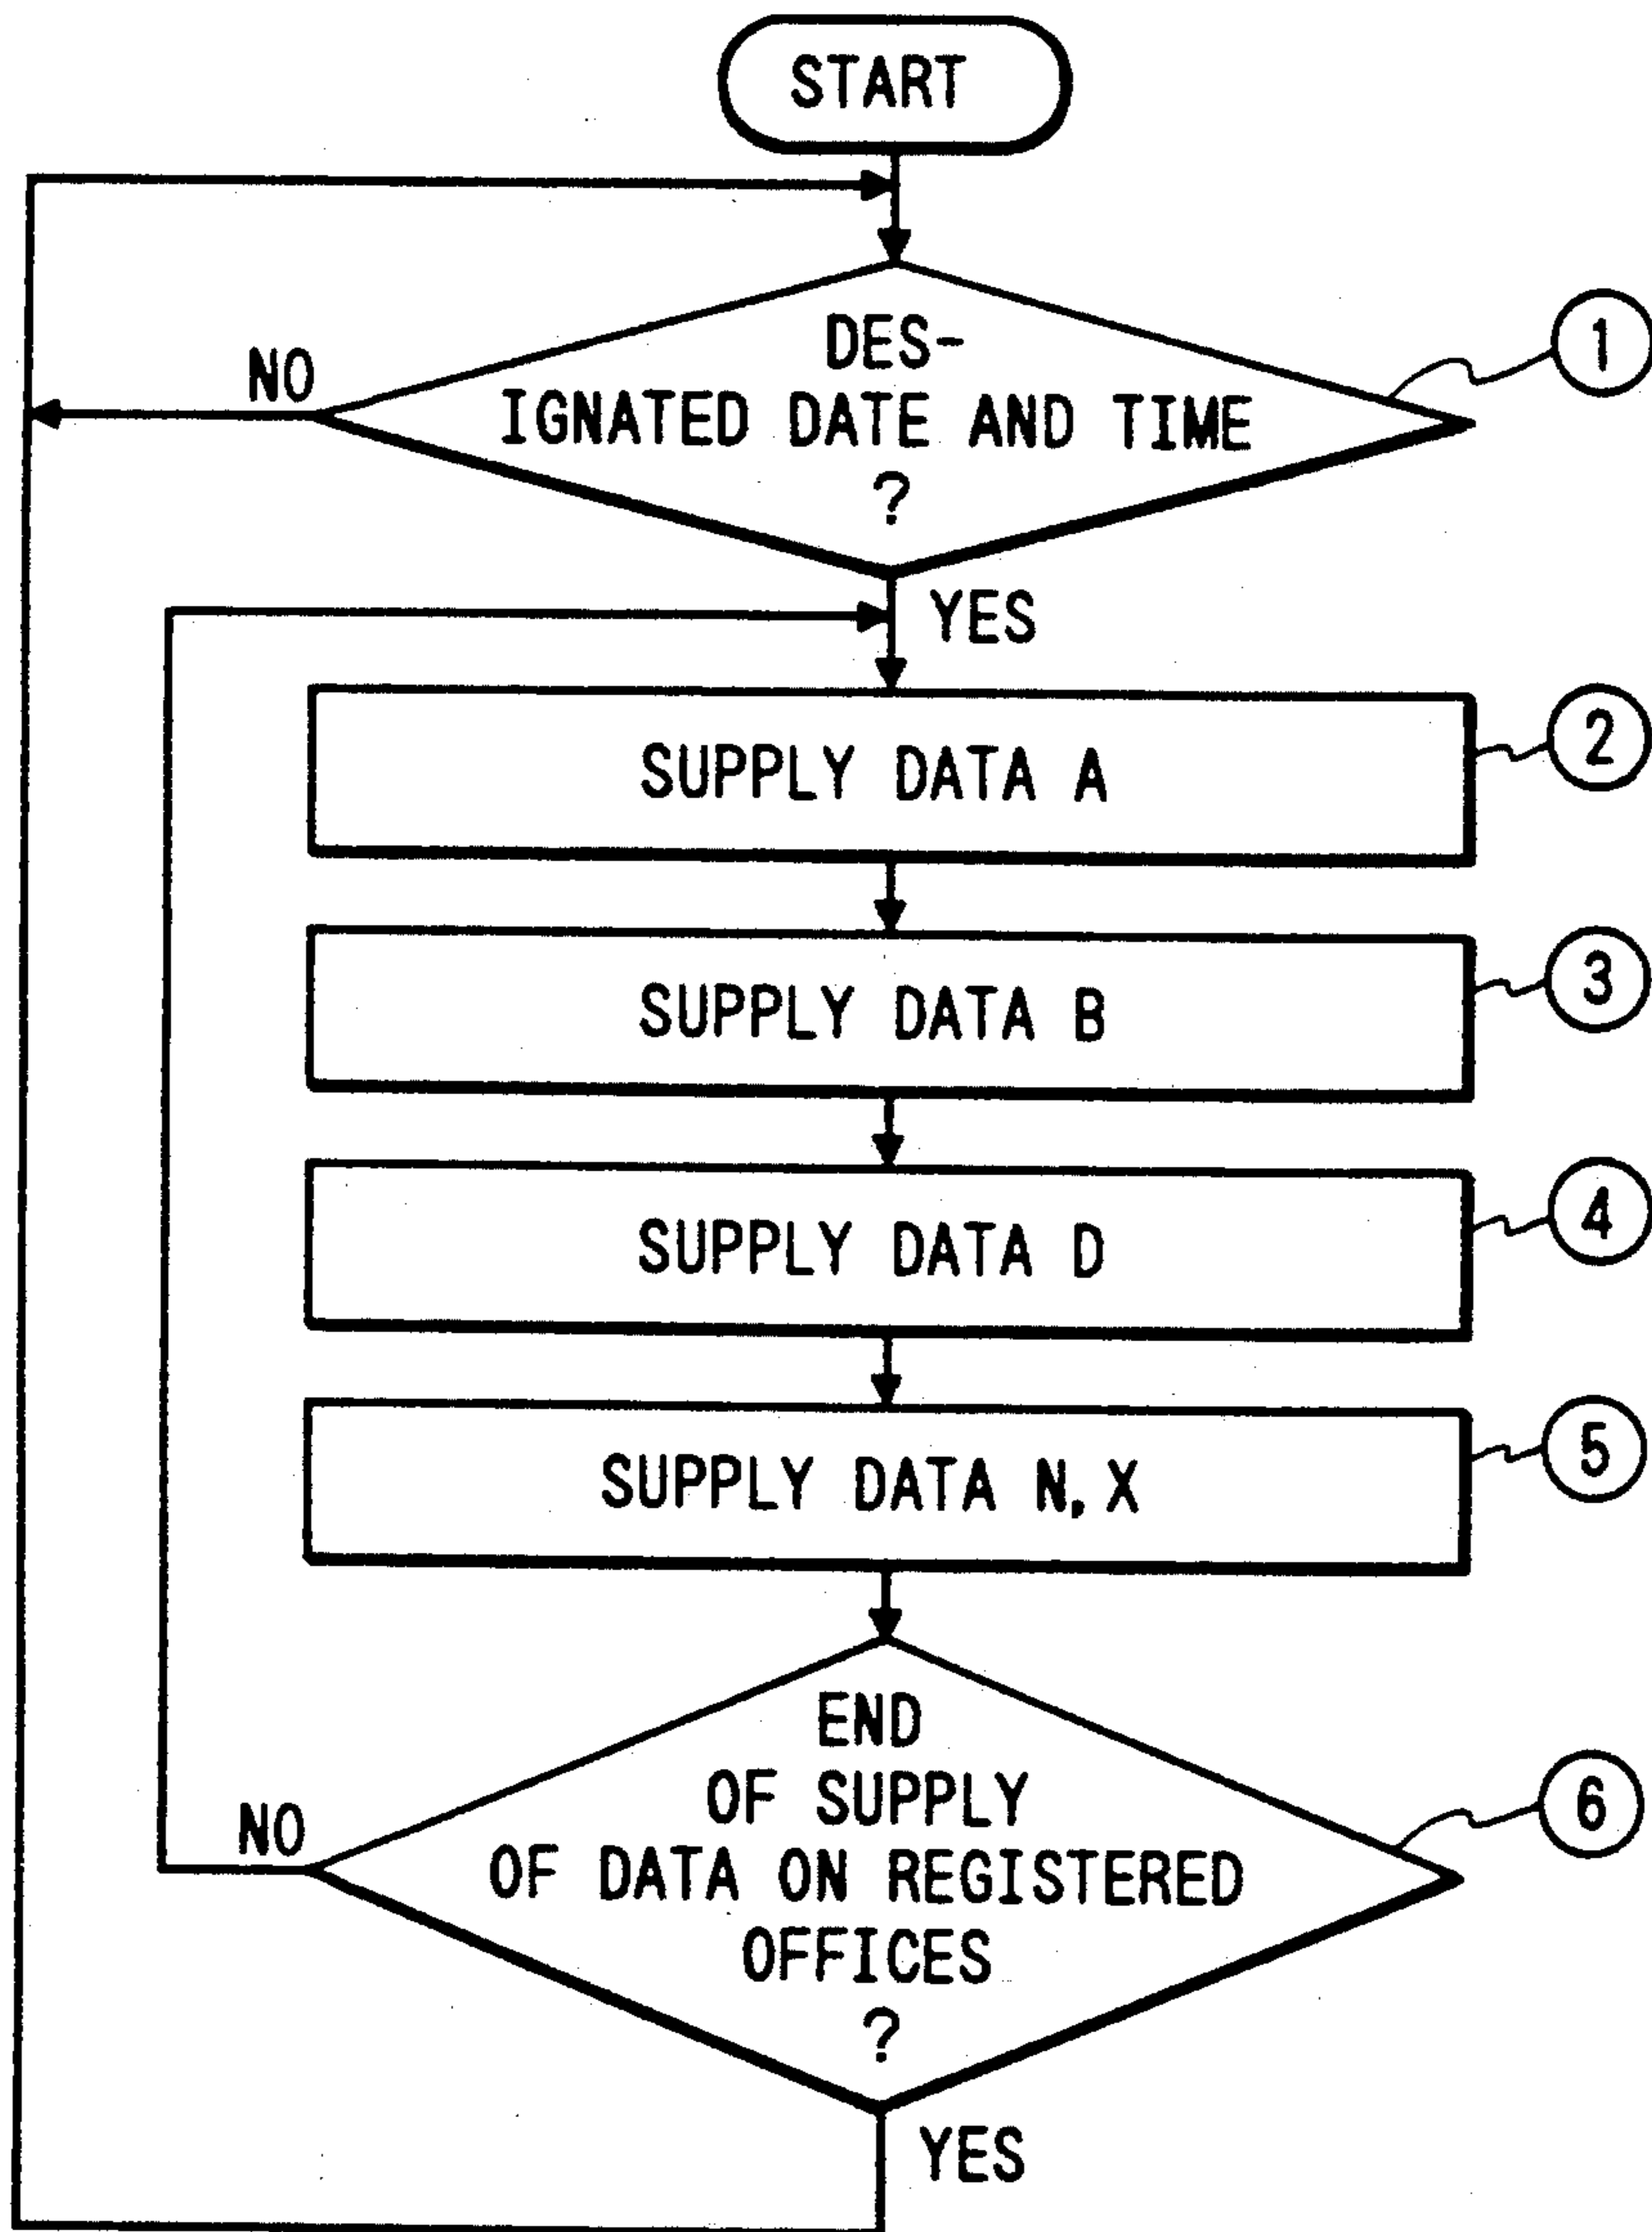 START
DES-
IGNATED DATE AND TIME
?
1
NO
YES
SUPPLY DATA A
2
SUPPLY DATA B
3
SUPPLY DATA D
4
SUPPLY DATA N, X
5
END
OF SUPPLY
OF DATA ON REGISTERED
OFFICES
?
6
NO
YES